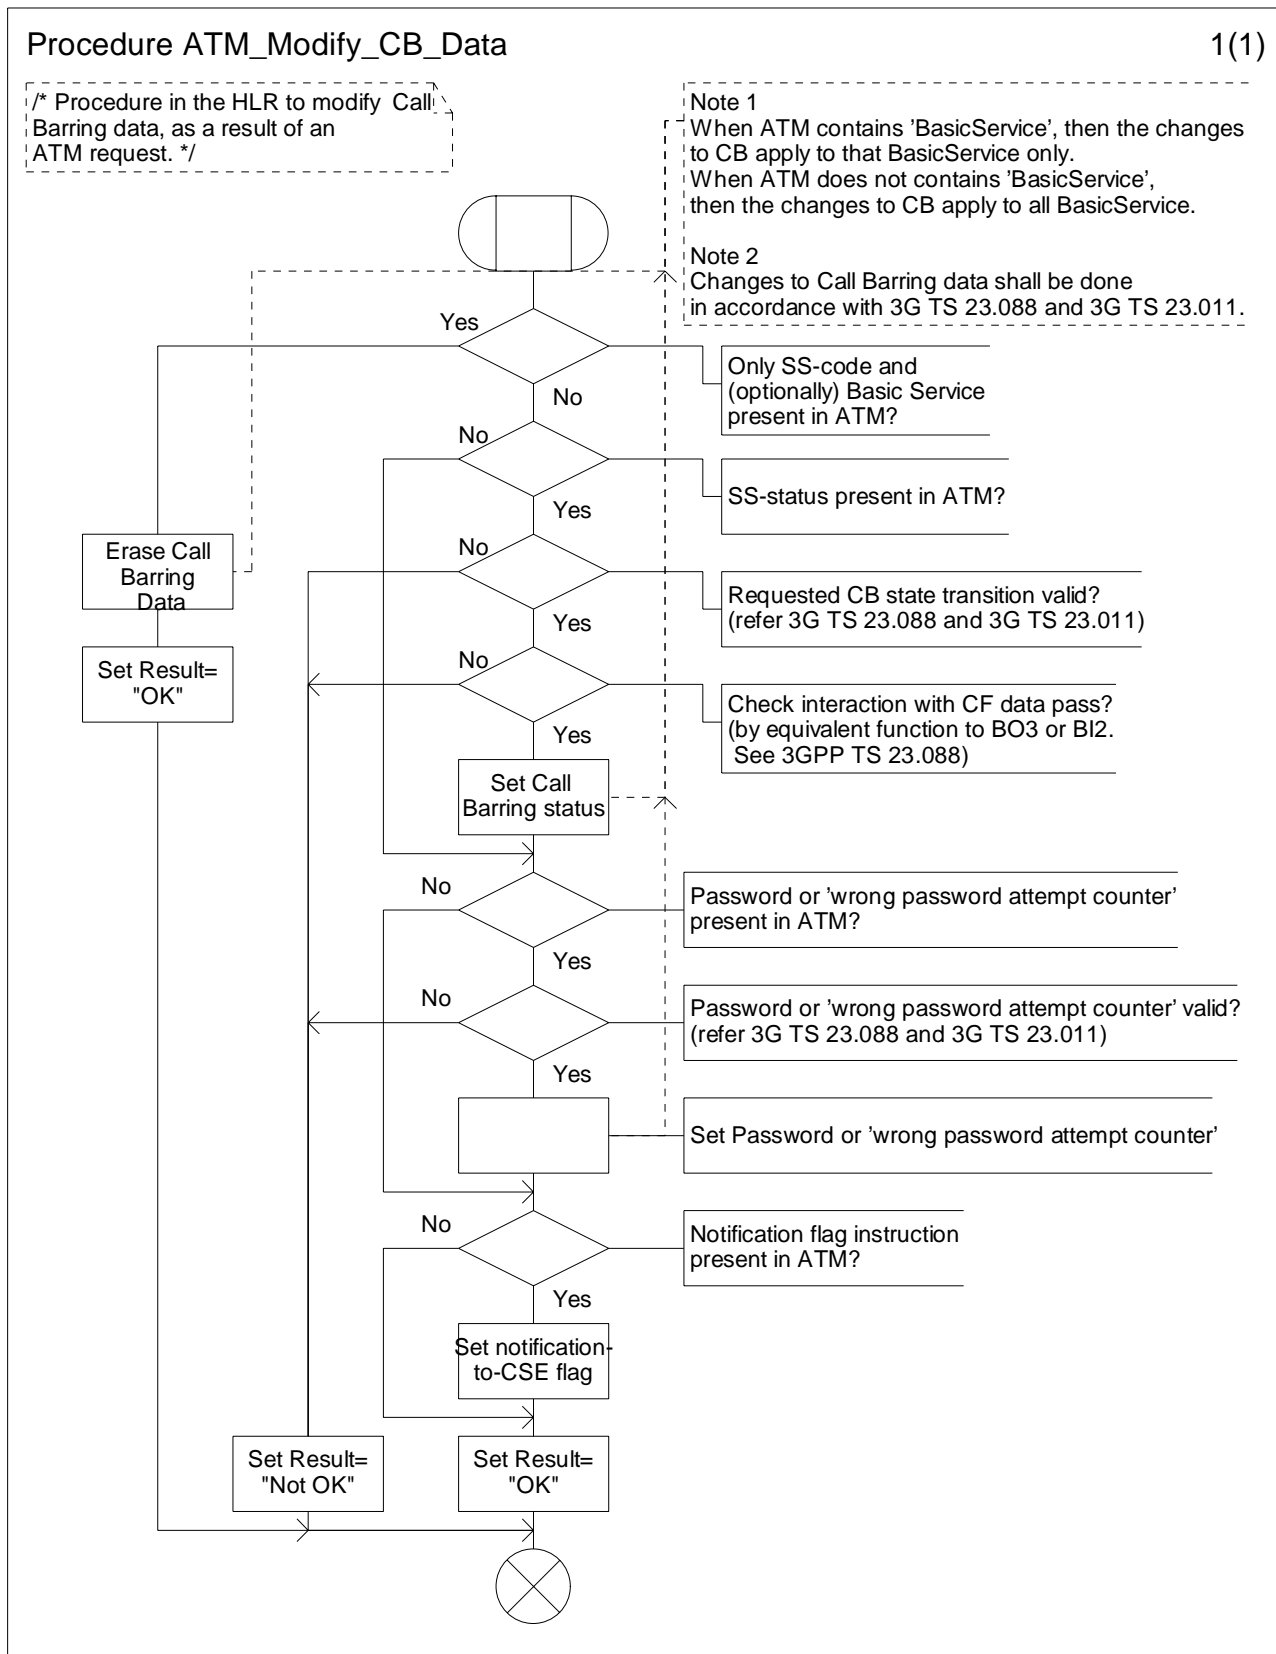 Procedure ATM_Modify_CB_Data
1(1)
/* Procedure in the HLR to modify Call
Barring data, as a result of an
ATM request. */
Note 1
When ATM contains 'BasicService', then the changes
to CB apply to that BasicService only.
When ATM does not contains 'BasicService',
then the changes to CB apply to all BasicService.
Note 2
Changes to Call Barring data shall be done
in accordance with 3G TS 23.088 and 3G TS 23.011.
Yes
Only SS-code and
(optionally) Basic Service
present in ATM?
No
No
SS-status present in ATM?
Yes
Erase Call
Barring
Data
No
Requested CB state transition valid?
(refer 3G TS 23.088 and 3G TS 23.011)
Yes
Set Result=
"OK"
No
Check interaction with CF data pass?
(by equivalent function to BO3 or BI2.
See 3GPP TS 23.088)
Yes
Set Call
Barring status
No
Password or 'wrong password attempt counter'
present in ATM?
Yes
No
Password or 'wrong password attempt counter' valid?
(refer 3G TS 23.088 and 3G TS 23.011)
Yes
Set Password or 'wrong password attempt counter'
No
Notification flag instruction
present in ATM?
Yes
Set notification-
to-CSE flag
Set Result=
"Not OK"
Set Result=
"OK"